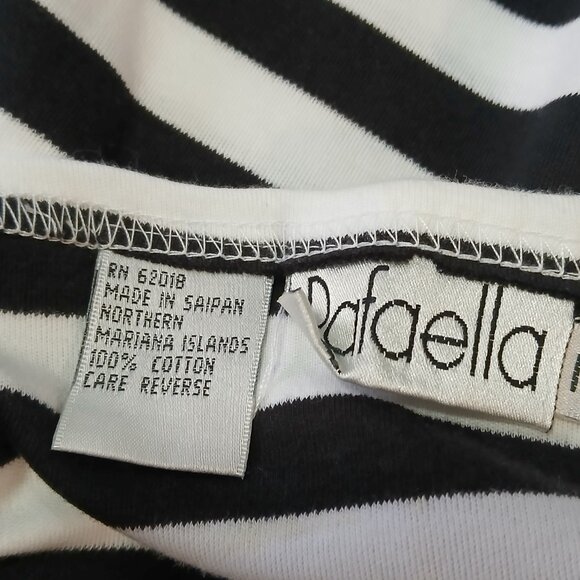 RN 62018
MADE IN SAIPAN
NORTHERN
MARIANA ISLANDS
100% COTTON
CARE REVERSE
Rafaella